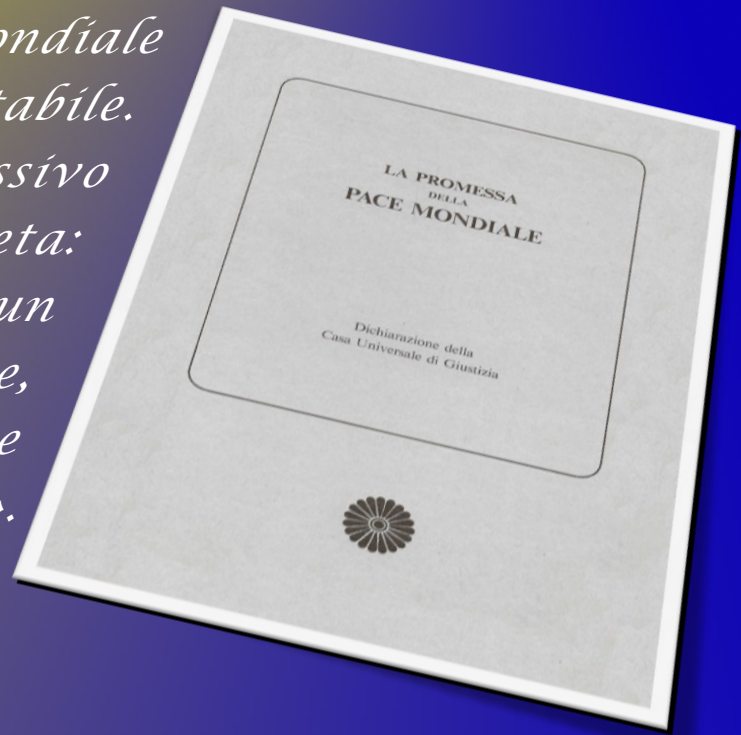 ondiale
tabile.
ssivo
eta:
un
e,
e
».
LA PROMESSA
DELLA
PACE MONDIALE
Dichiarazione della
Casa Universale di Giustizia